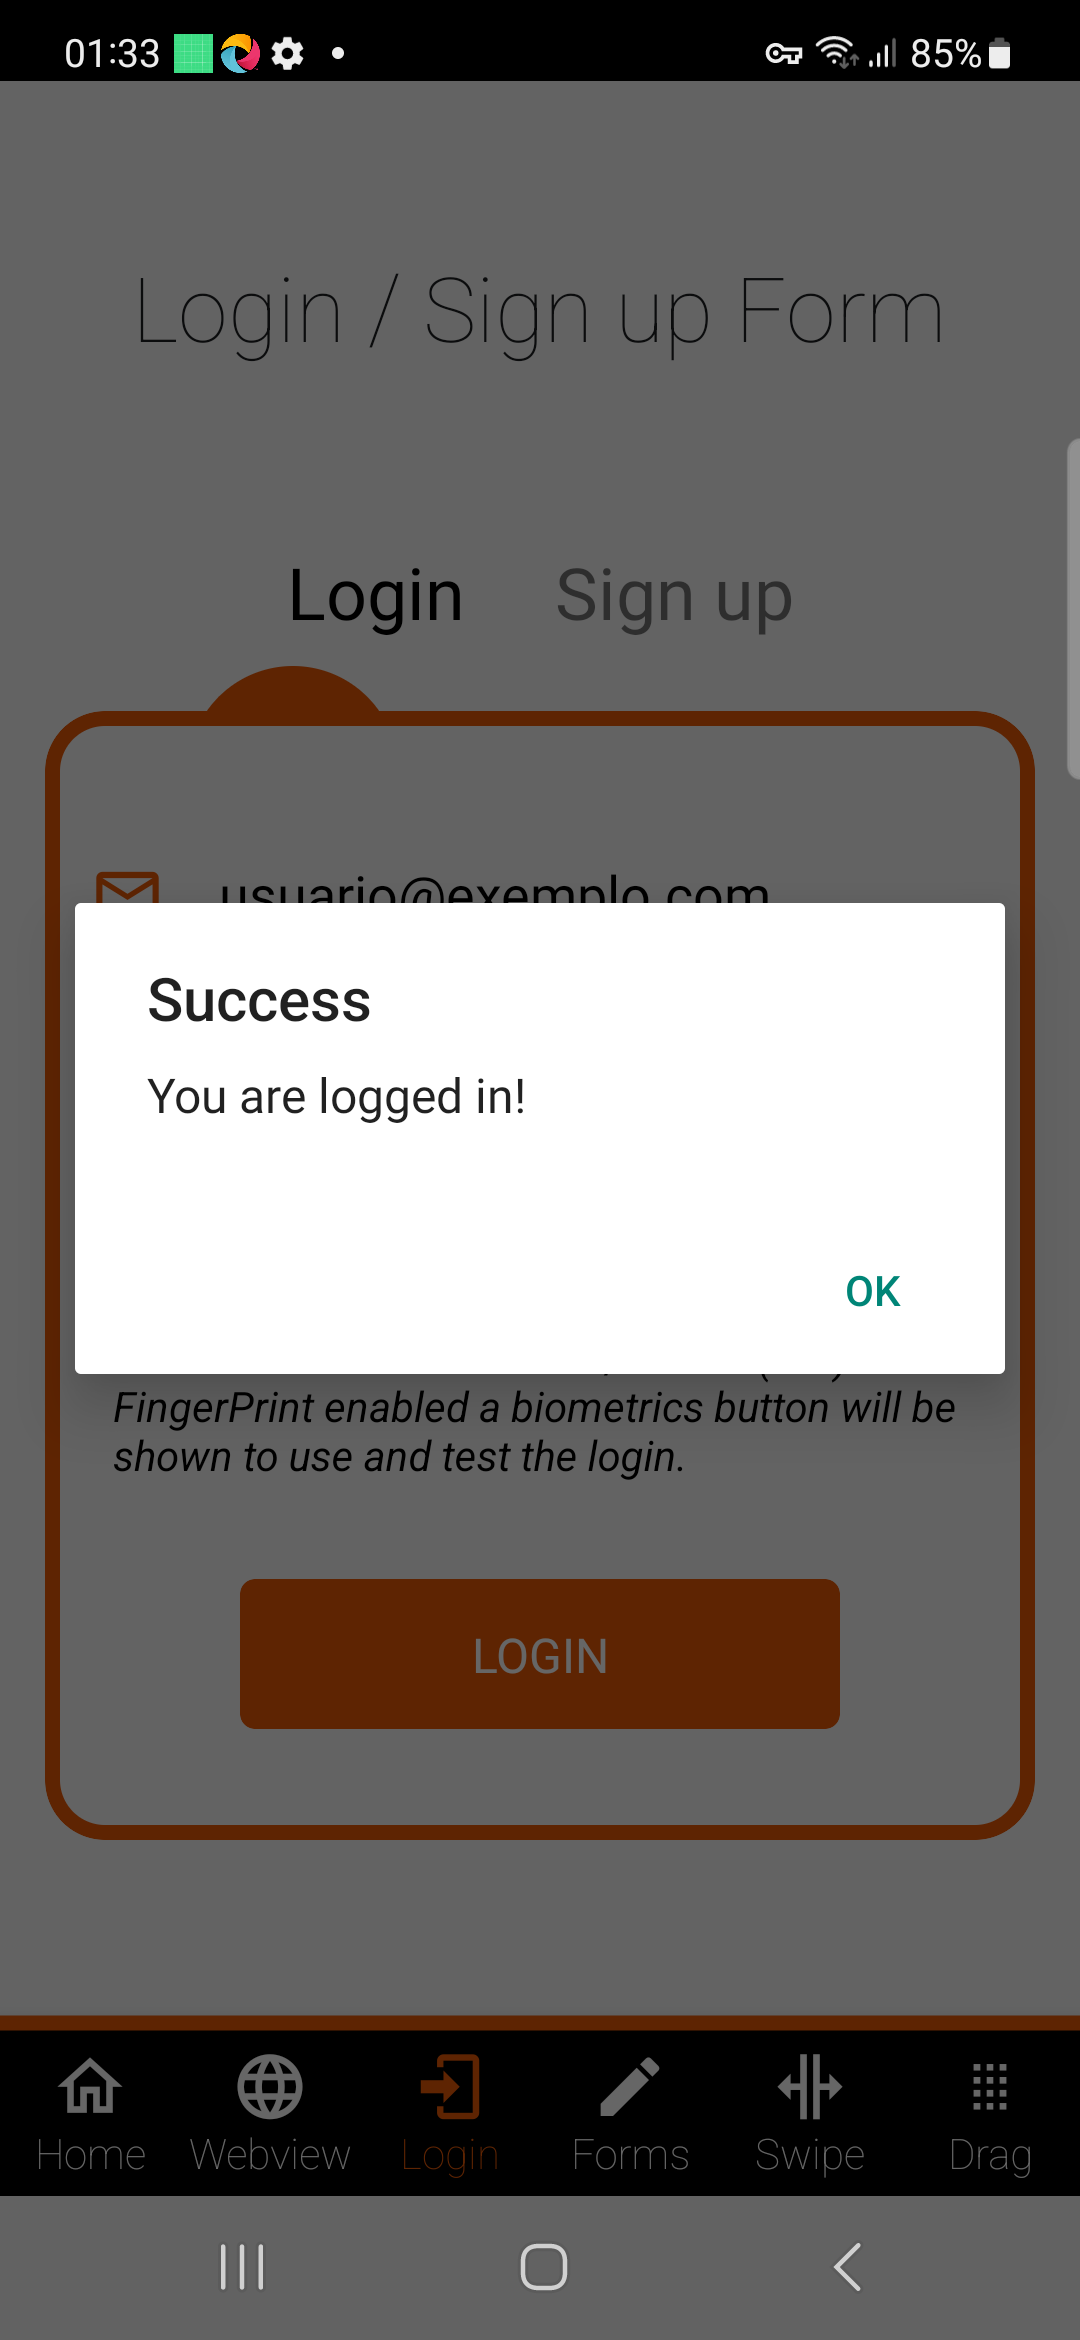 01:33
85%
Login / Sign up Form
Login Sign up
usuario@exemplo.com
Success
You are logged in!
OK
FingerPrint enabled a biometrics button will be
shown to use and test the login.
LOGIN
Home Webview Login Forms Swipe Drag